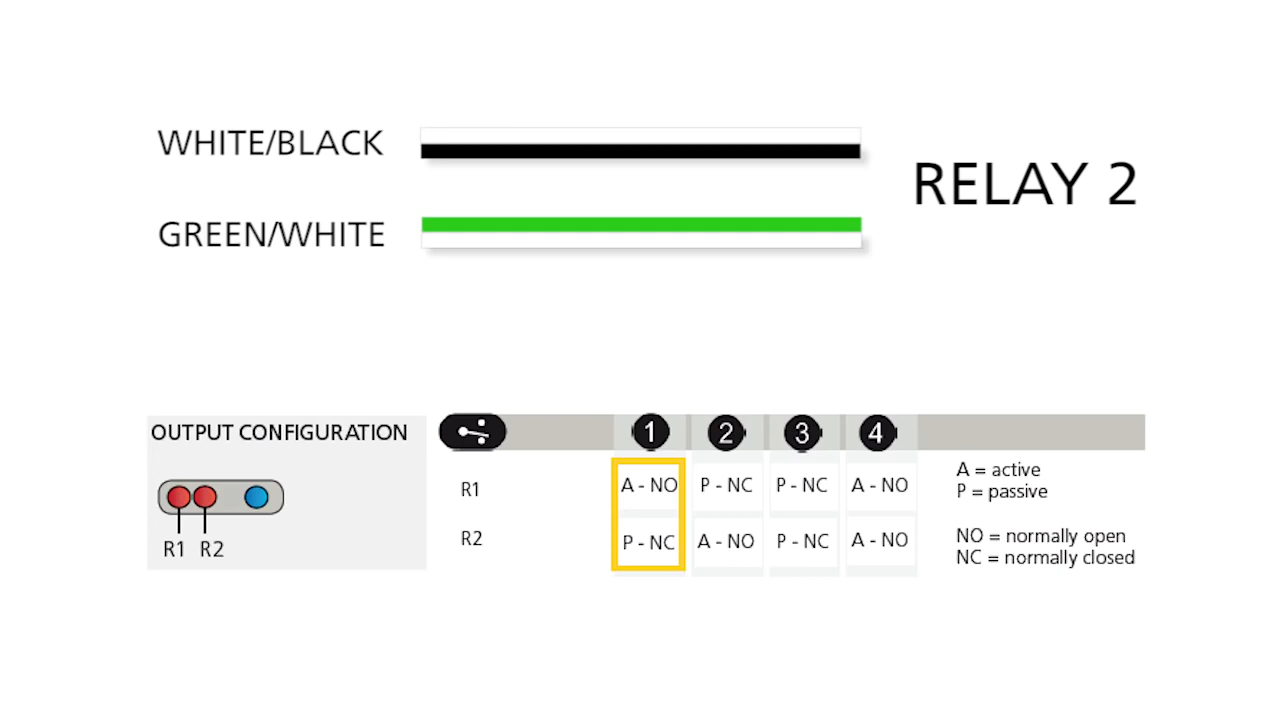 WHITE/BLACK
RELAY 2
GREEN/WHITE
OUTPUT CONFIGURATION
1 2 3 4
R1 A - NO P - NC P - NC A - NO
R2 P - NC A - NO P - NC A - NO
A = active
P = passive
NO = normally open
NC = normally closed
R1 R2